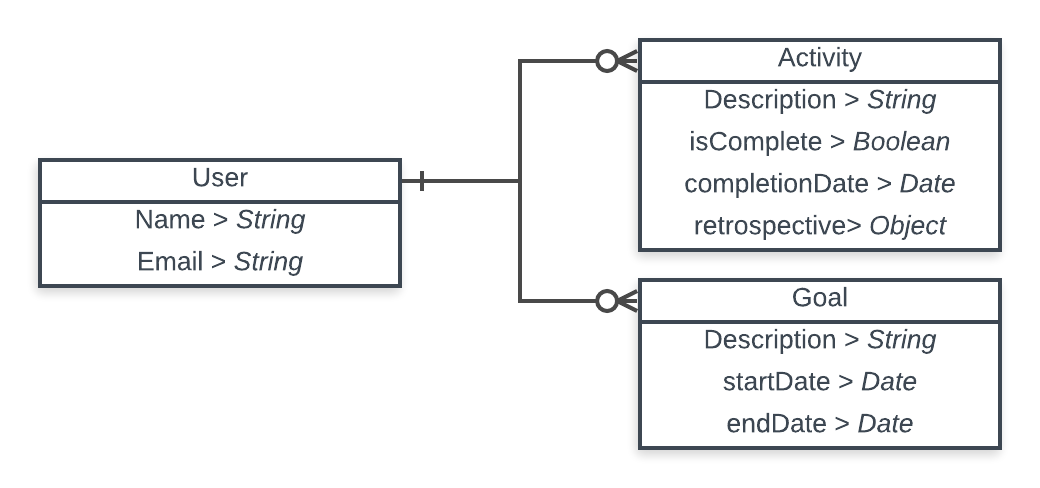 User
Name > String
Email > String
Activity
Description > String
isComplete > Boolean
completionDate > Date
retrospective> Object
Goal
Description > String
startDate > Date
endDate > Date